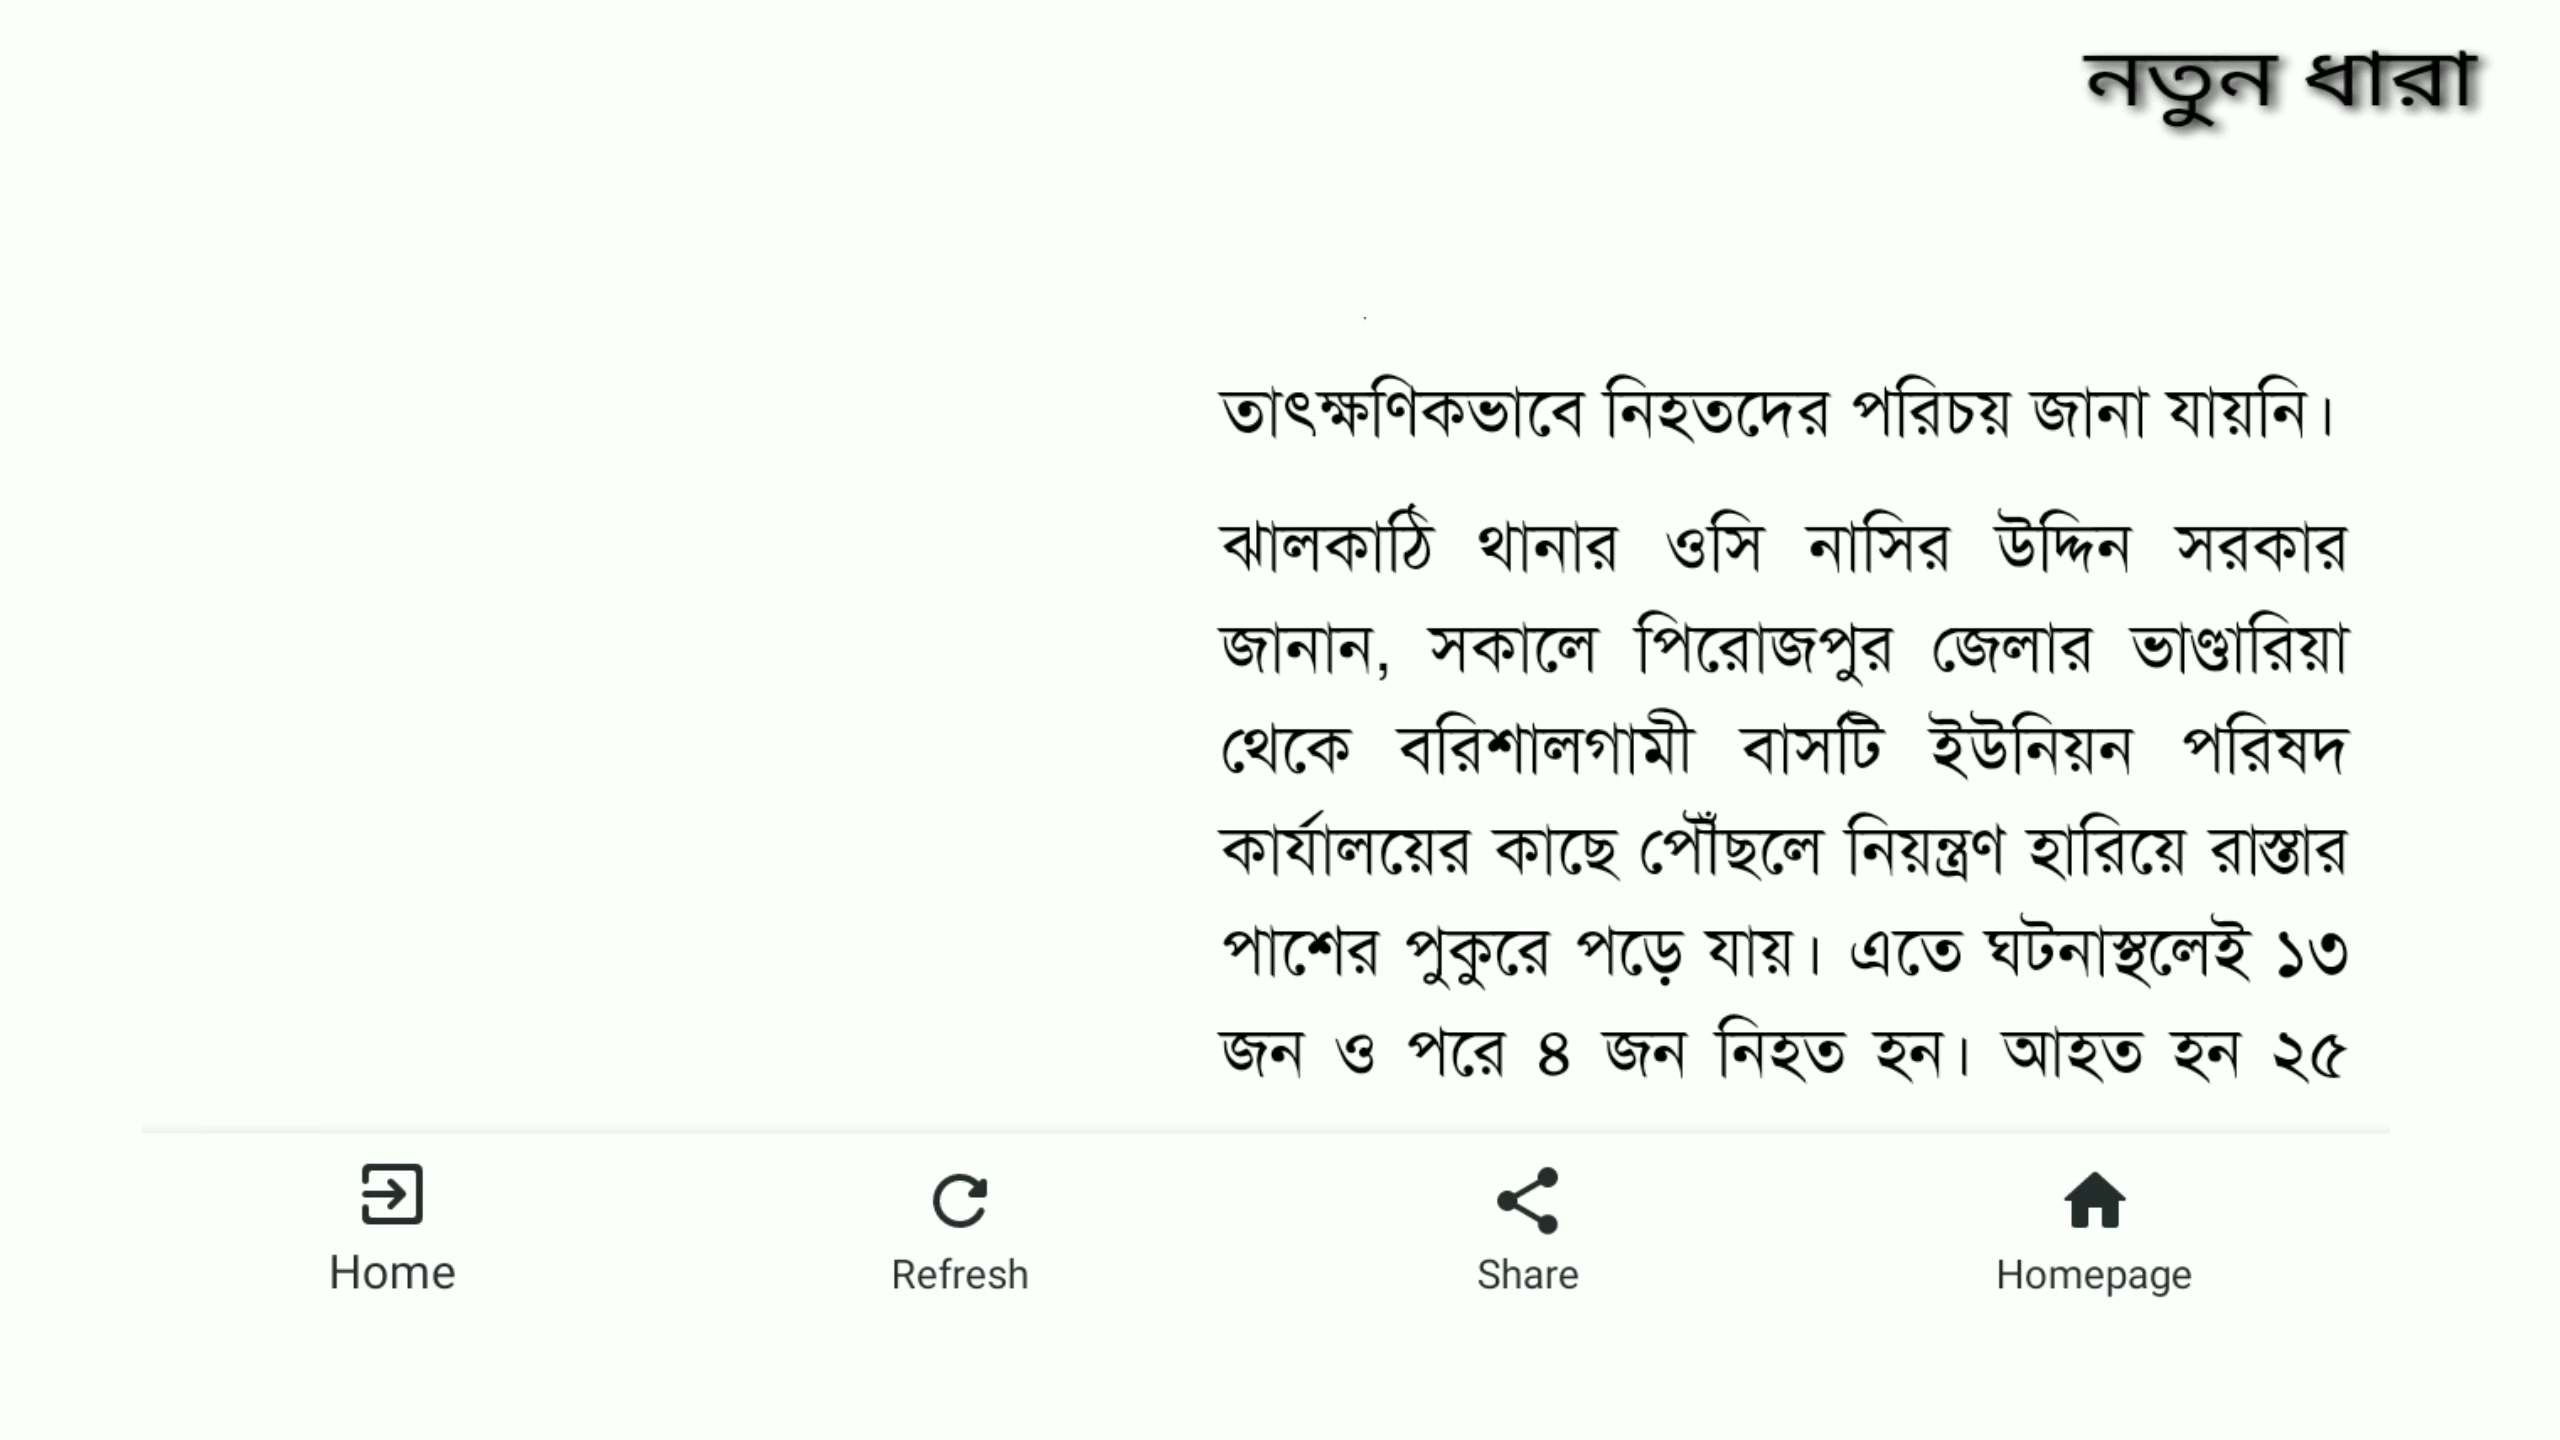 নতুন ধারা
তাৎক্ষণিকভাবে নিহতদের পরিচয় জানা যায়নি।
ঝালকাঠি থানার ওসি নাসির উদ্দিন সরকার
জানান, সকালে পিরোজপুর জেলার ভাণ্ডারিয়া
থেকে বরিশালগামী বাসটি ইউনিয়ন পরিষদ
কার্যালয়ের কাছে পৌঁছলে নিয়ন্ত্রণ হারিয়ে রাস্তার
পাশের পুকুরে পড়ে যায়। এতে ঘটনাস্থলেই ১৩
জন ও পরে ৪ জন নিহত হন। আহত হন ২৫
Home
Refresh
Share
Homepage